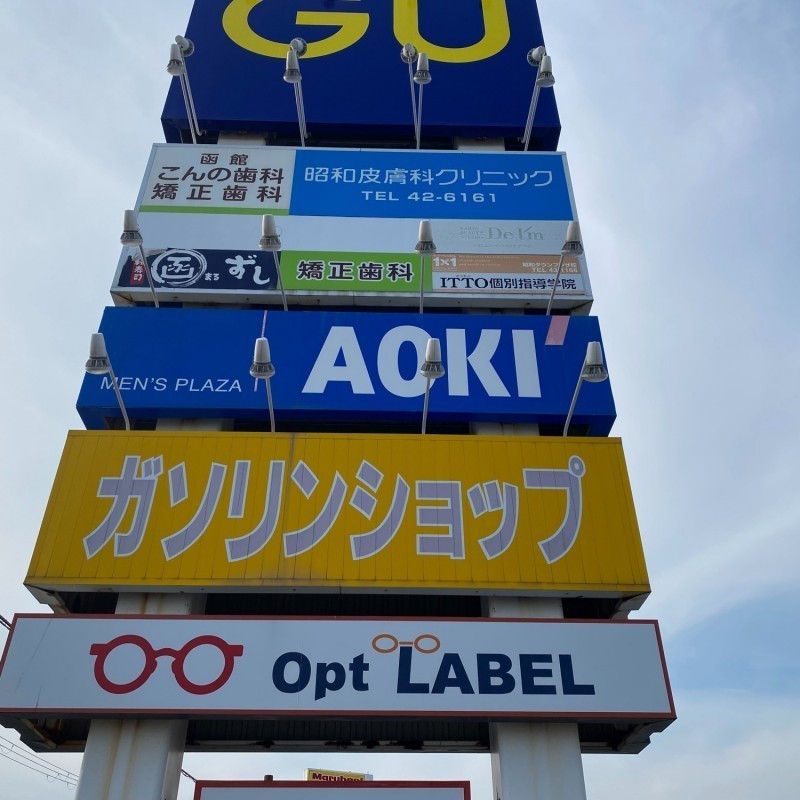 GU
函館
こんの歯科
矯正歯科
昭和皮膚科クリニック
TEL 42-6161
De-I'm
函館 まるずし
矯正歯科
1x1
ITTO個別指導学院
MEN'S PLAZA AOKI
ガソリンショップ
Opt LABEL